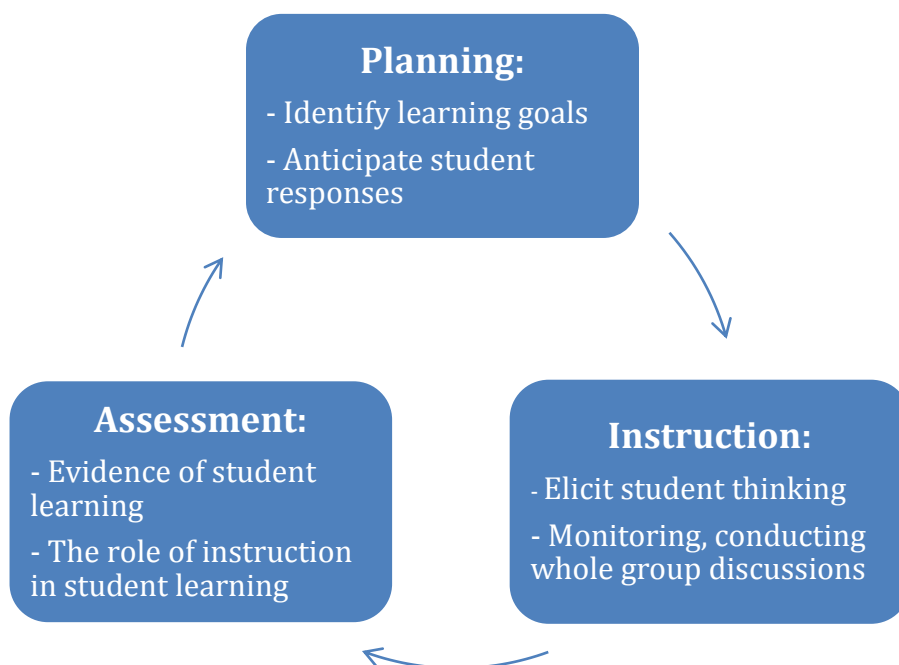 Planning:
- Identify learning goals
- Anticipate student
responses
Assessment:
- Evidence of student
learning
- The role of instruction
in student learning
Instruction:
- Elicit student thinking
- Monitoring, conducting
whole group discussions